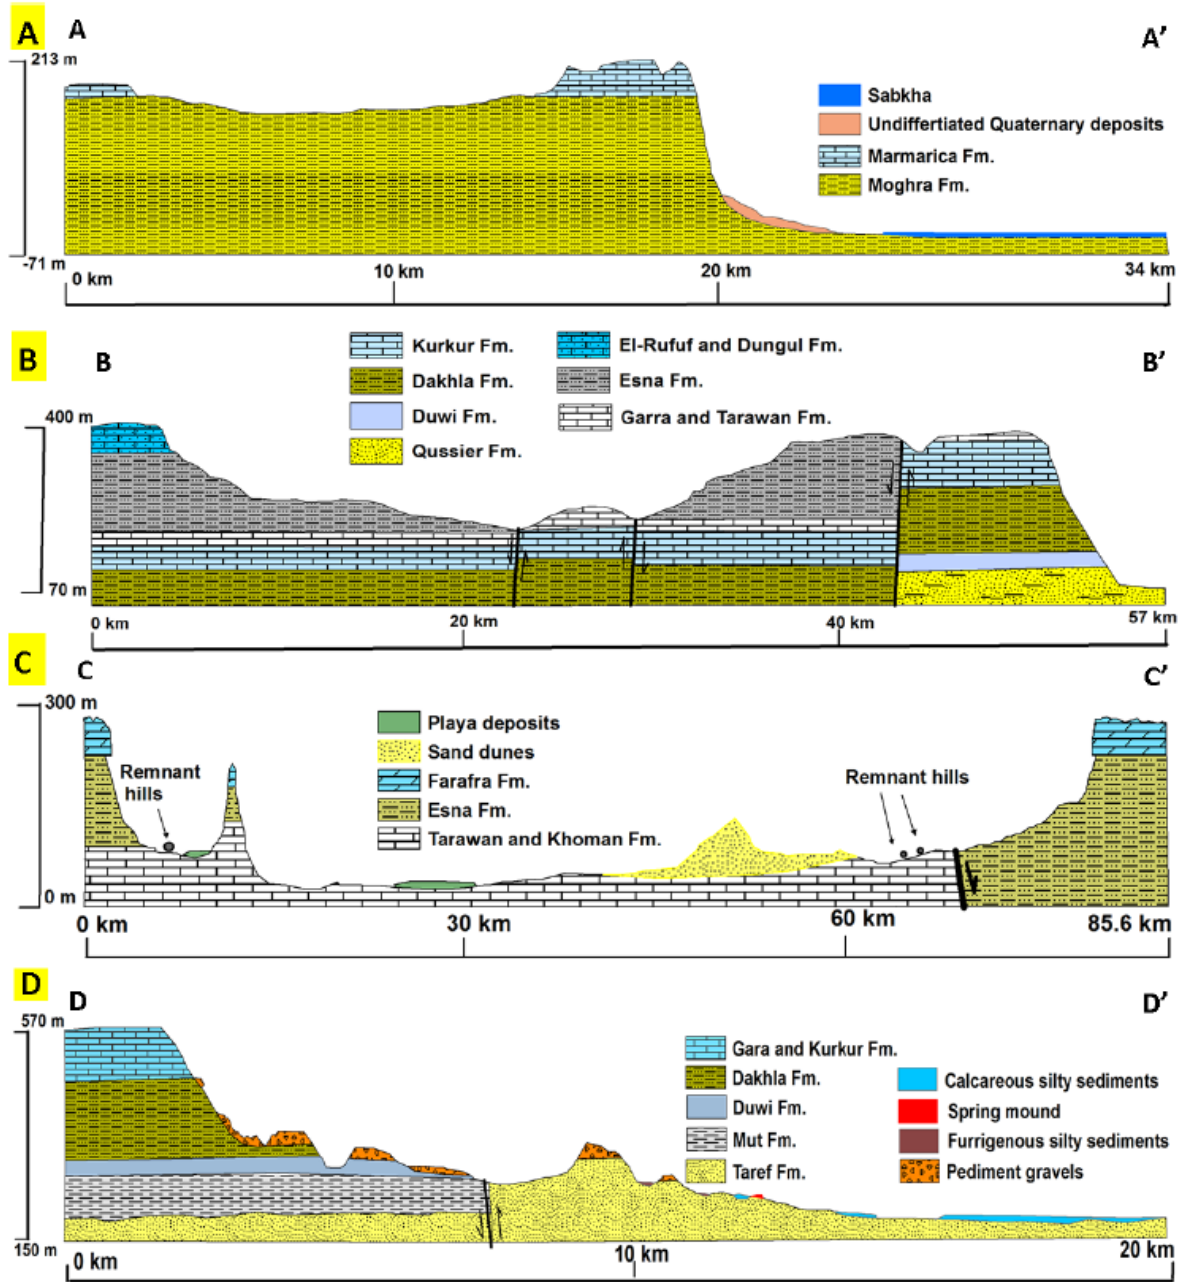 A
A
A’
213 m
-71 m
Sabkha
Undiffertiated Quaternary deposits
Marmarica Fm.
Moghra Fm.
0 km
10 km
20 km
34 km
B
B
B’
Kurkur Fm.
El-Rufuf and Dungul Fm.
Dakhla Fm.
Esna Fm.
Duwi Fm.
Garra and Tarawan Fm.
Qussier Fm.
400 m
70 m
0 km
20 km
40 km
57 km
C
C
C’
300 m
0 m
Playa deposits
Sand dunes
Farafra Fm.
Esna Fm.
Tarawan and Khoman Fm.
Remnant
hills
Remnant hills
0 km
30 km
60 km
85.6 km
D
D
D’
570 m
150 m
Gara and Kurkur Fm.
Dakhla Fm.
Duwi Fm.
Mut Fm.
Taref Fm.
Calcareous silty sediments
Spring mound
Furrigenous silty sediments
Pediment gravels
0 km
10 km
20 km